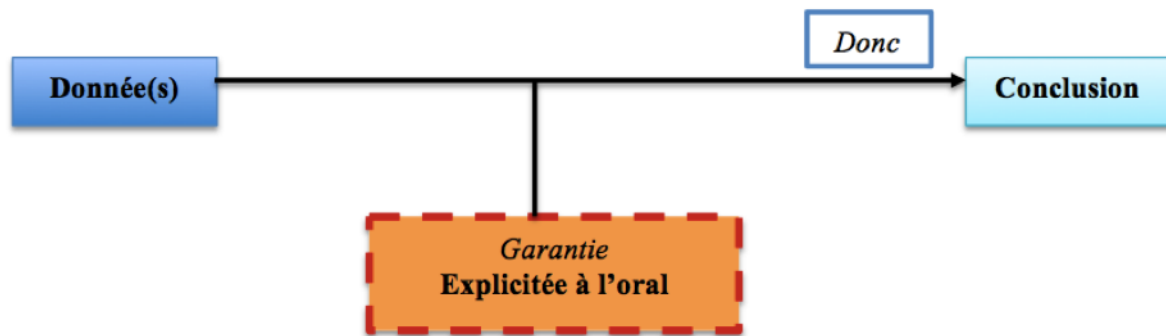 Donc
Donnée(s)
Conclusion
Garantie
Explicitée à l'oral